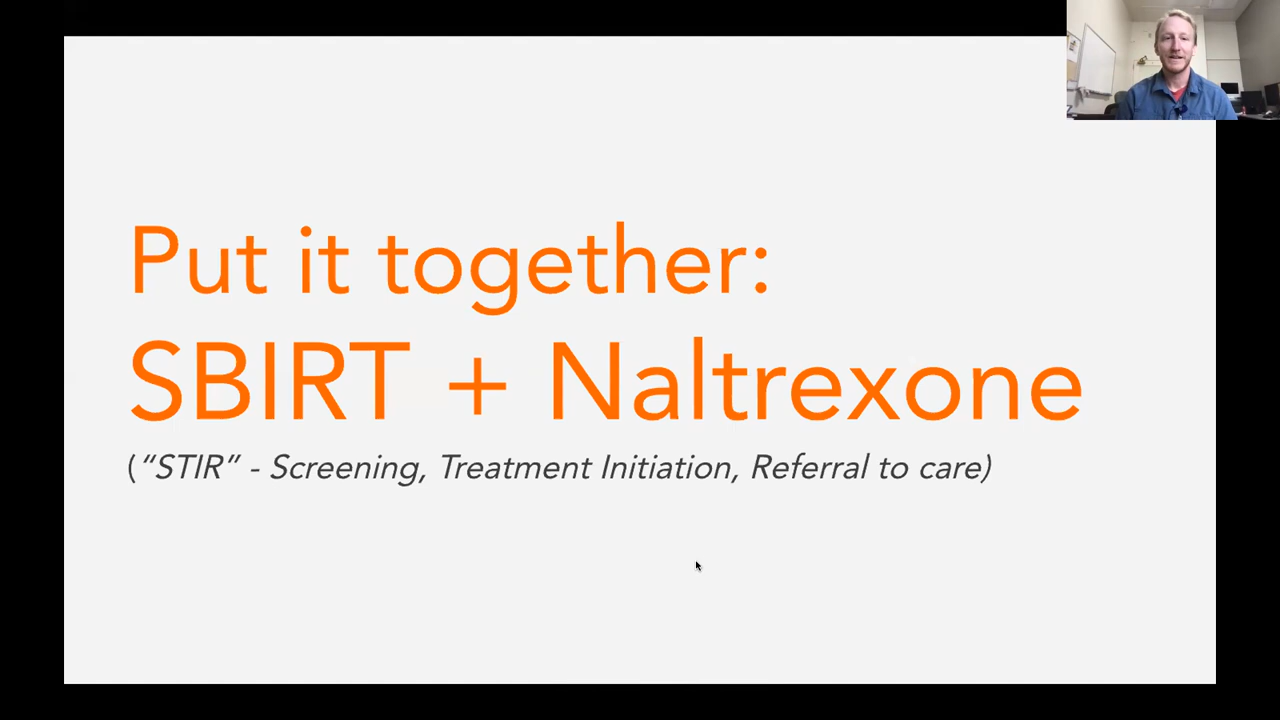 Put it together:
SBIRT + Naltrexone
(“STIR” - Screening, Treatment Initiation, Referral to care)